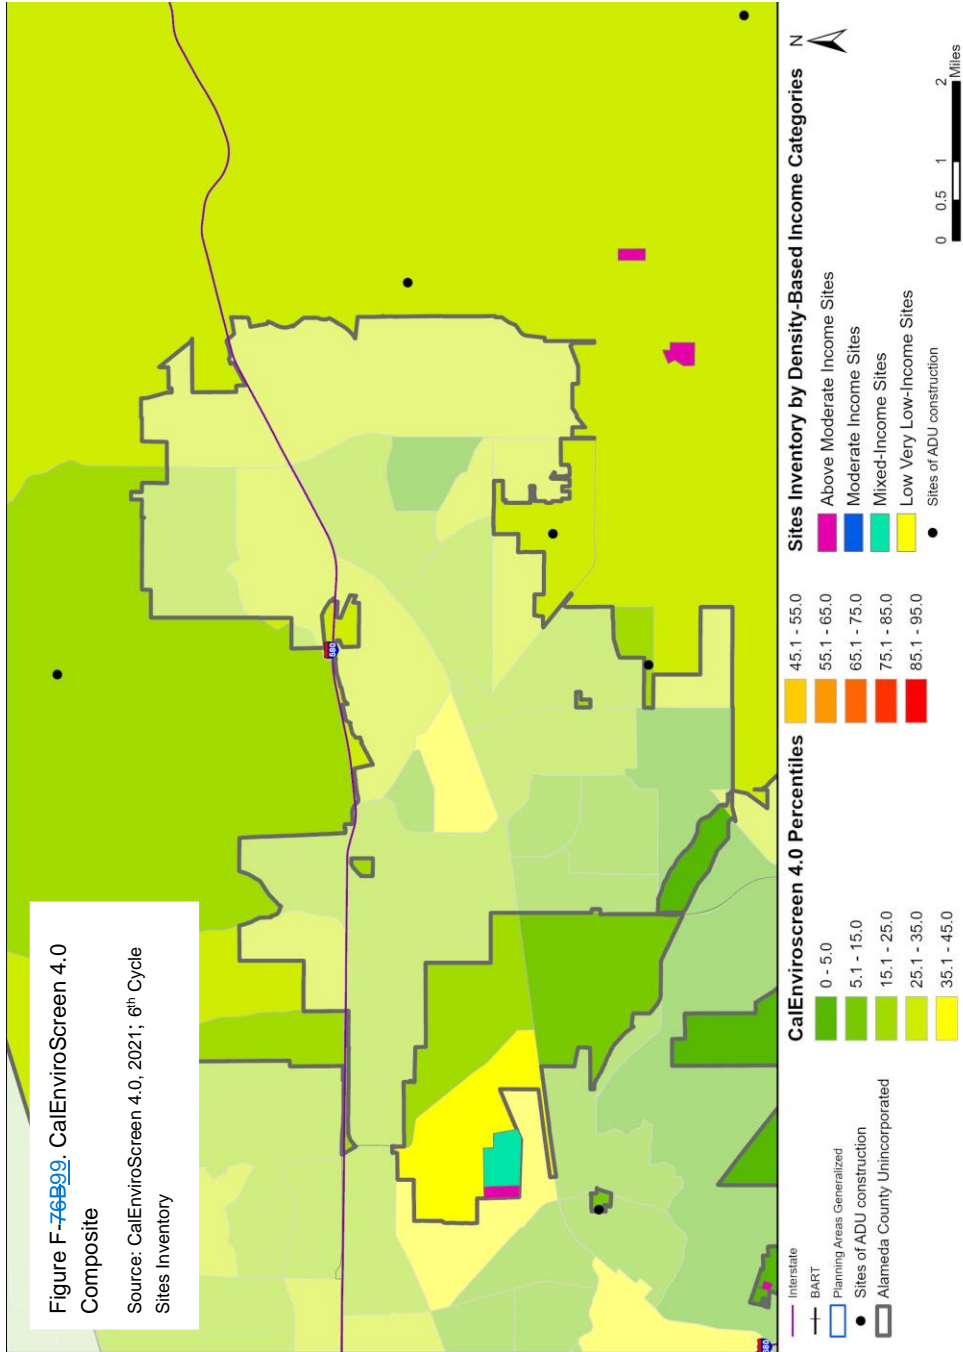 Figure F-76B99. CalEnviroScreen 4.0
Composite
Source: CalEnviroScreen 4.0, 2021; 6th Cycle
Sites Inventory
680
680
Interstate
BART
Planning Areas Generalized
Sites of ADU construction
Alameda County Unincorporated
CalEnviroscreen 4.0 Percentiles
0 - 5.0
5.1 - 15.0
15.1 - 25.0
25.1 - 35.0
35.1 - 45.0
45.1 - 55.0
55.1 - 65.0
65.1 - 75.0
75.1 - 85.0
85.1 - 95.0
Sites Inventory by Density-Based Income Categories
Above Moderate Income Sites
Moderate Income Sites
Mixed-Income Sites
Low Very Low-Income Sites
Sites of ADU construction
N
0 0.5 1 2
Miles